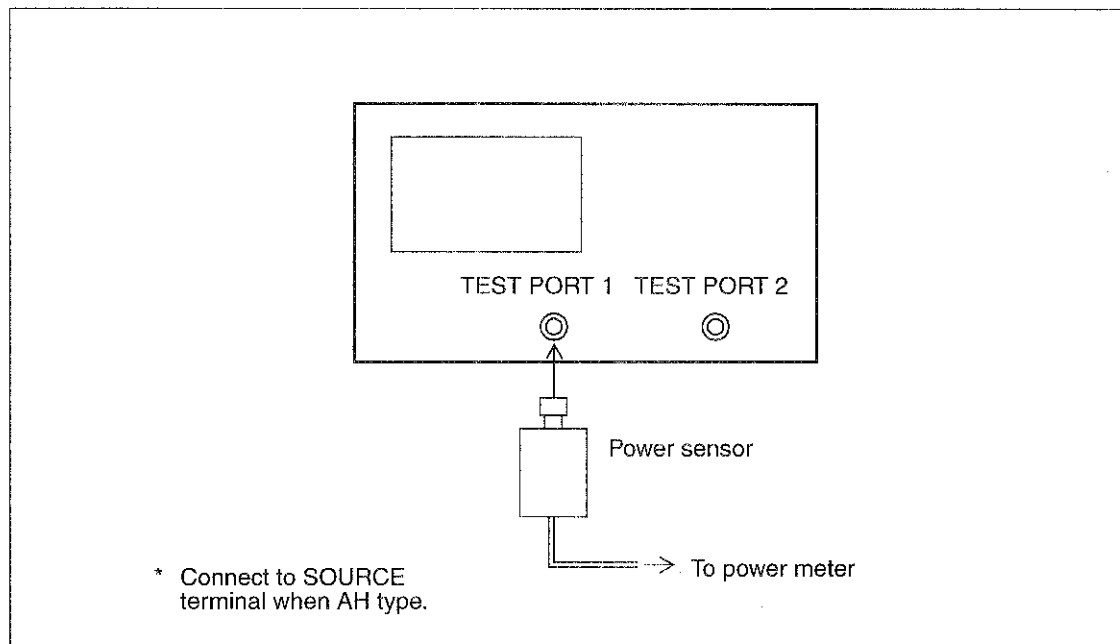 TEST PORT 1 TEST PORT 2
Power sensor
To power meter
* Connect to SOURCE
terminal when AH type.